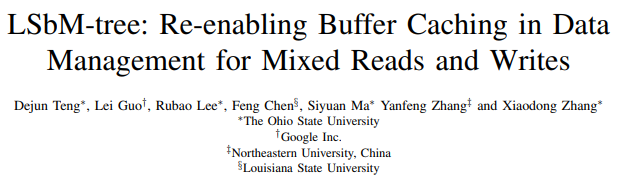 LSbM-tree: Re-enabling Buffer Caching in Data
Management for Mixed Reads and Writes
Dejun Teng*, Lei Guo†, Rubao Lee*, Feng Chen§, Siyuan Ma* Yanfeng Zhang‡ and Xiaodong Zhang*
*The Ohio State University
†Google Inc.
‡Northeastern University, China
§Louisiana State University